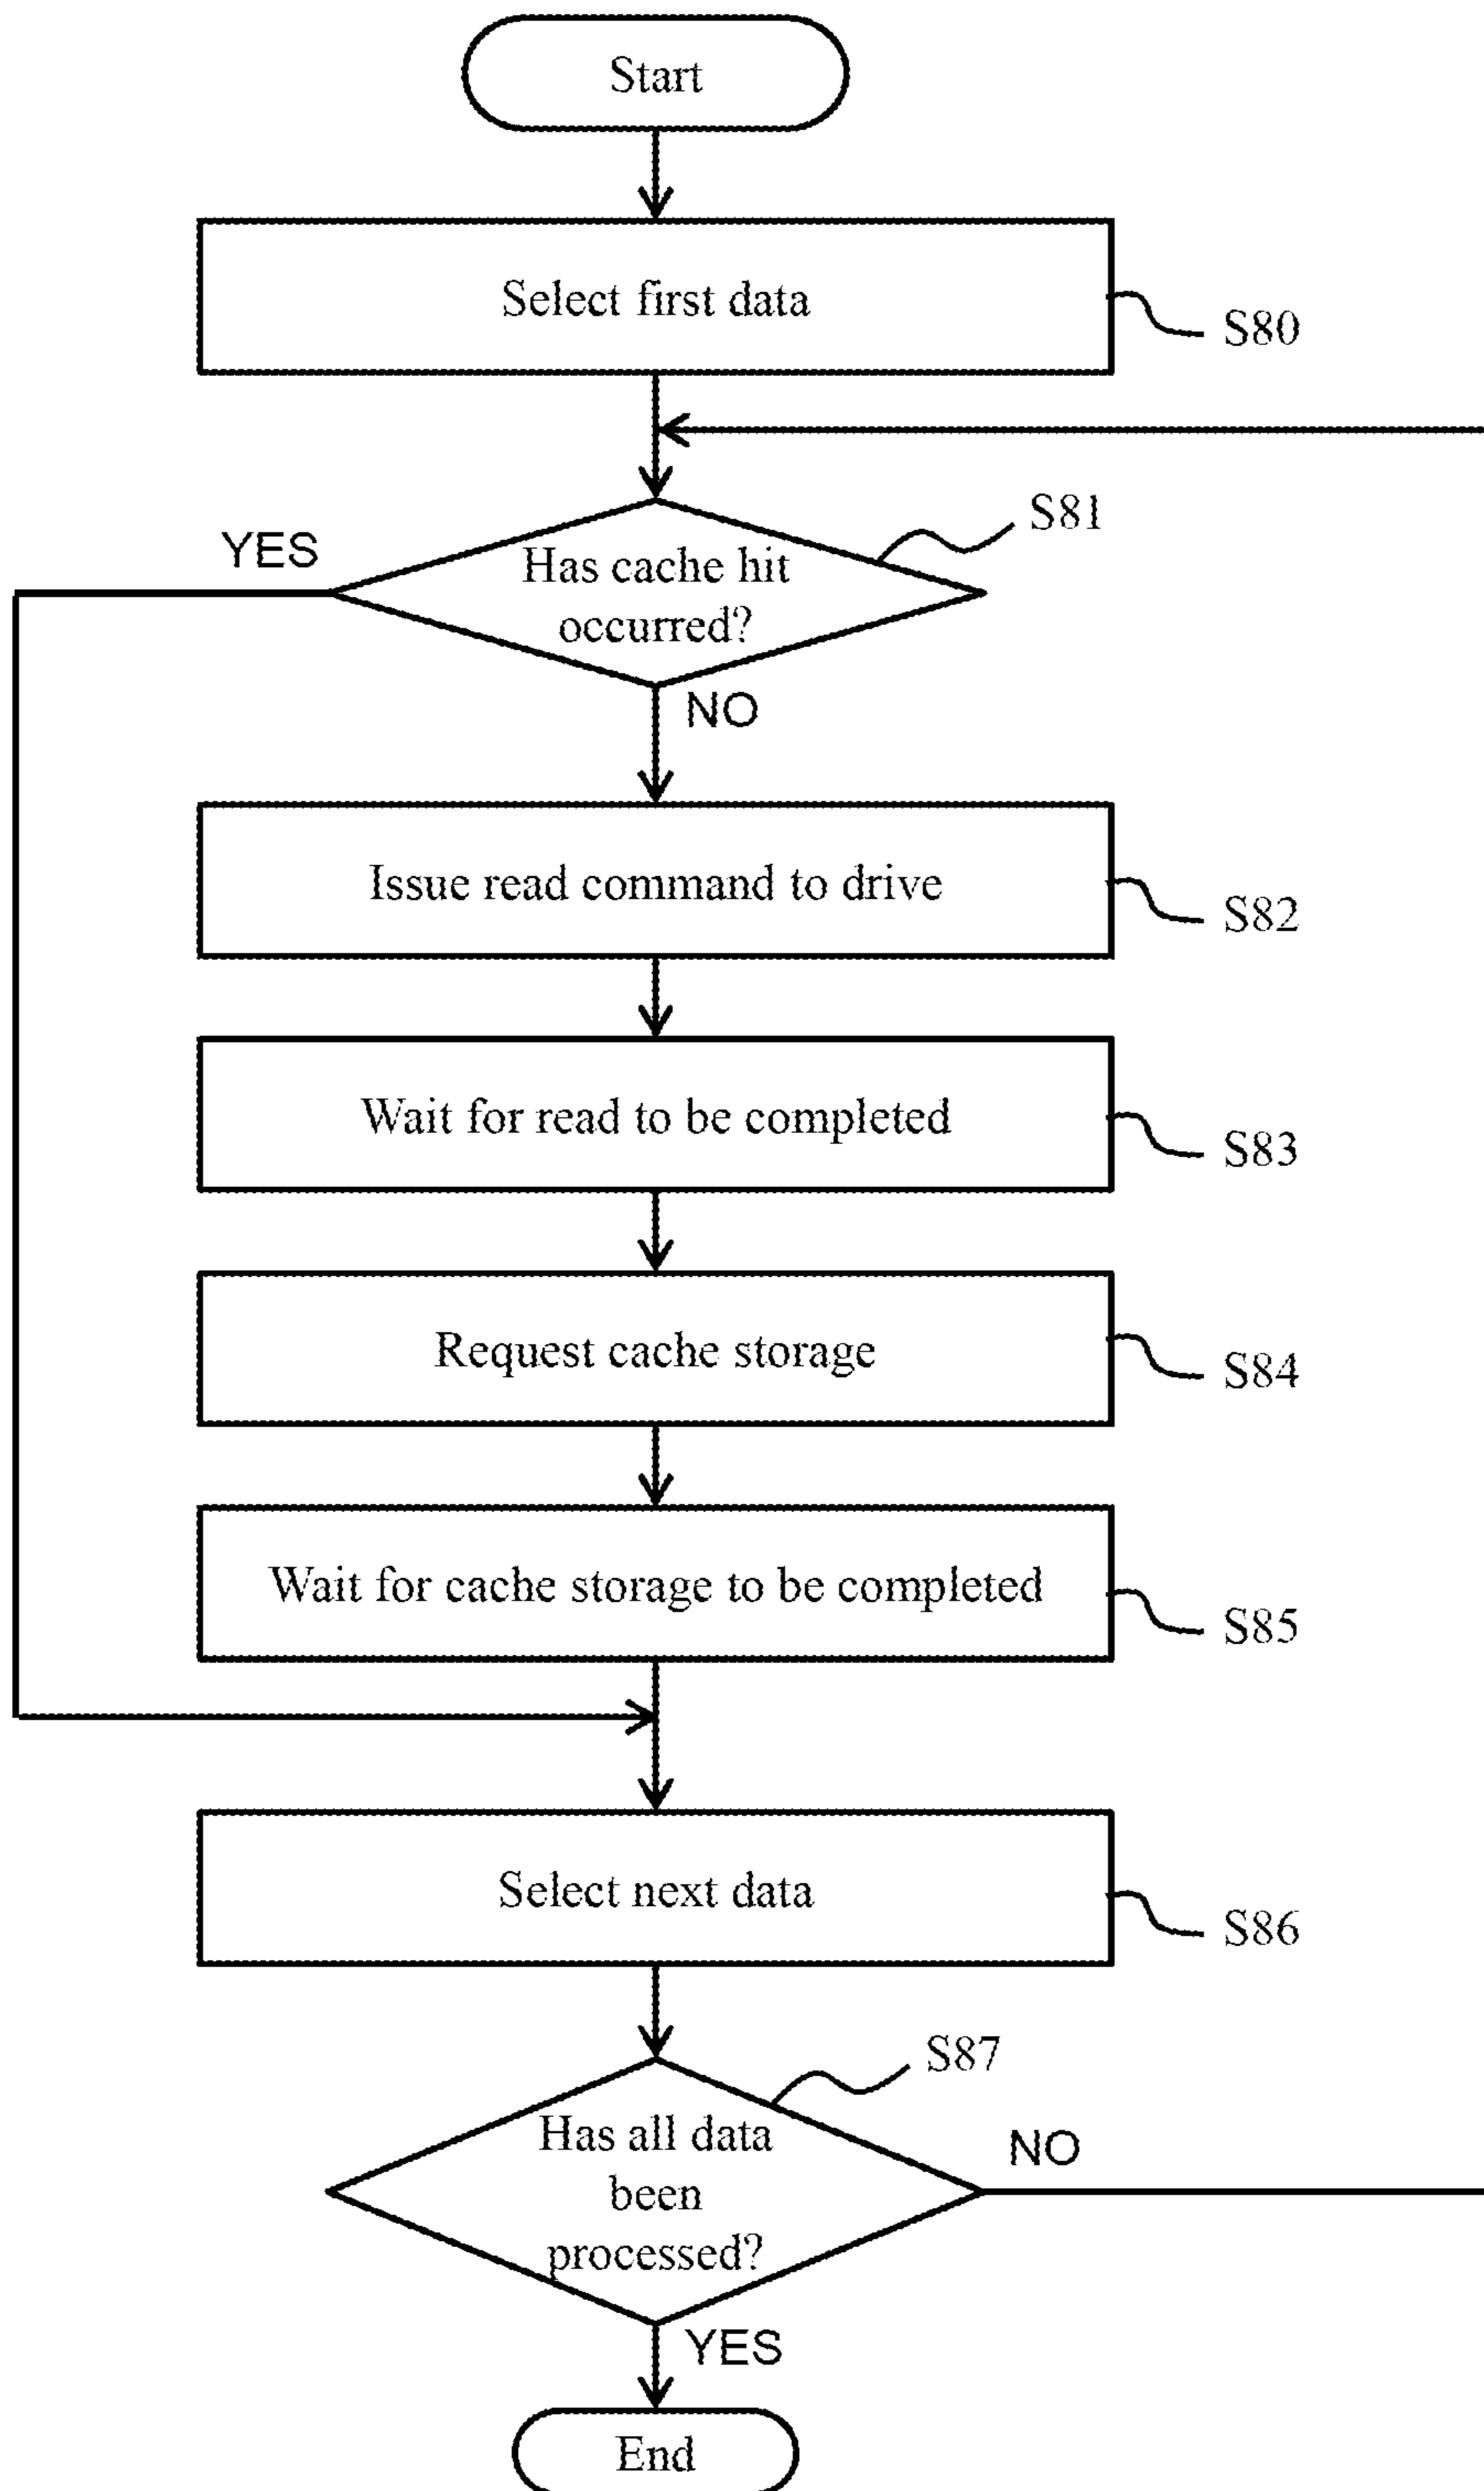 Start
Select first data
S80
S81
YES
Has cache hit
occurred?
NO
Issue read command to drive
S82
Wait for read to be completed
S83
Request cache storage
S84
Wait for cache storage to be completed
S85
Select next data
S86
S87
Has all data
been
processed?
NO
YES
End